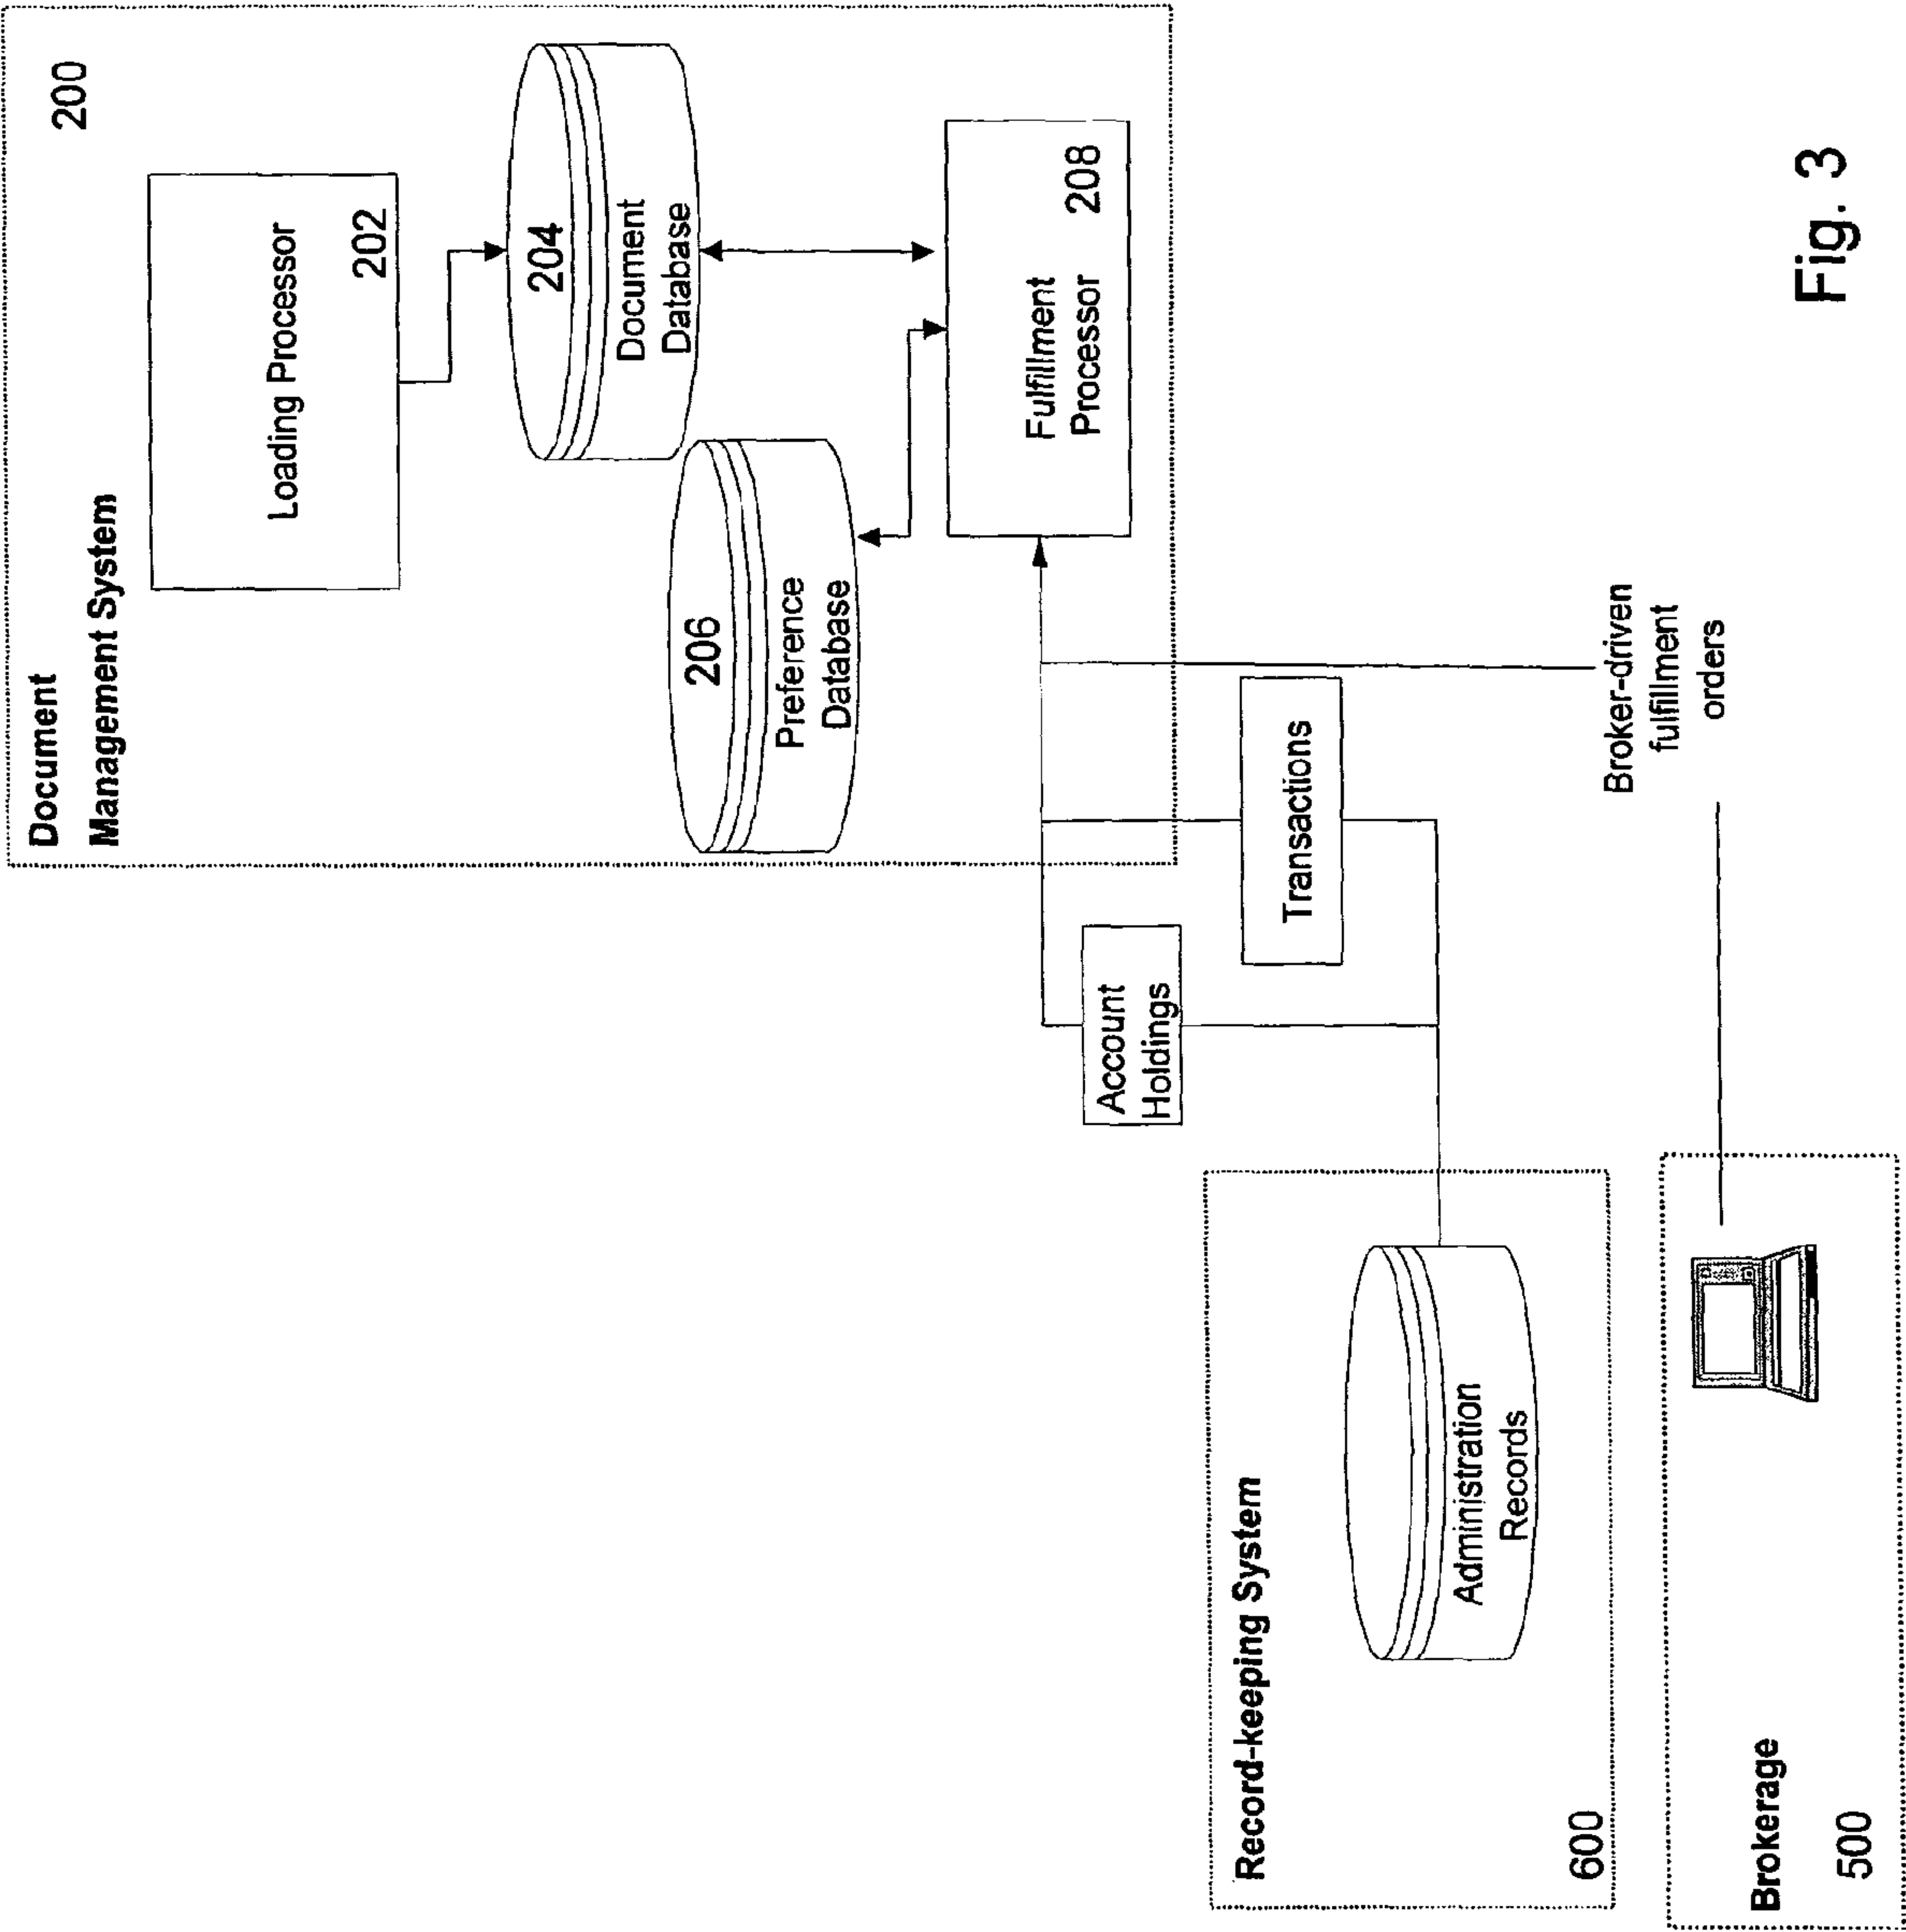 Document
Management System
200
Loading Processor
202
204
Document
Database
206
Preference
Database
Fulfillment
Processor
208
Account
Holdings
Transactions
Record-keeping System
Administration
Records
600
Broker-driven
fulfillment
orders
Brokerage
500
Fig. 3